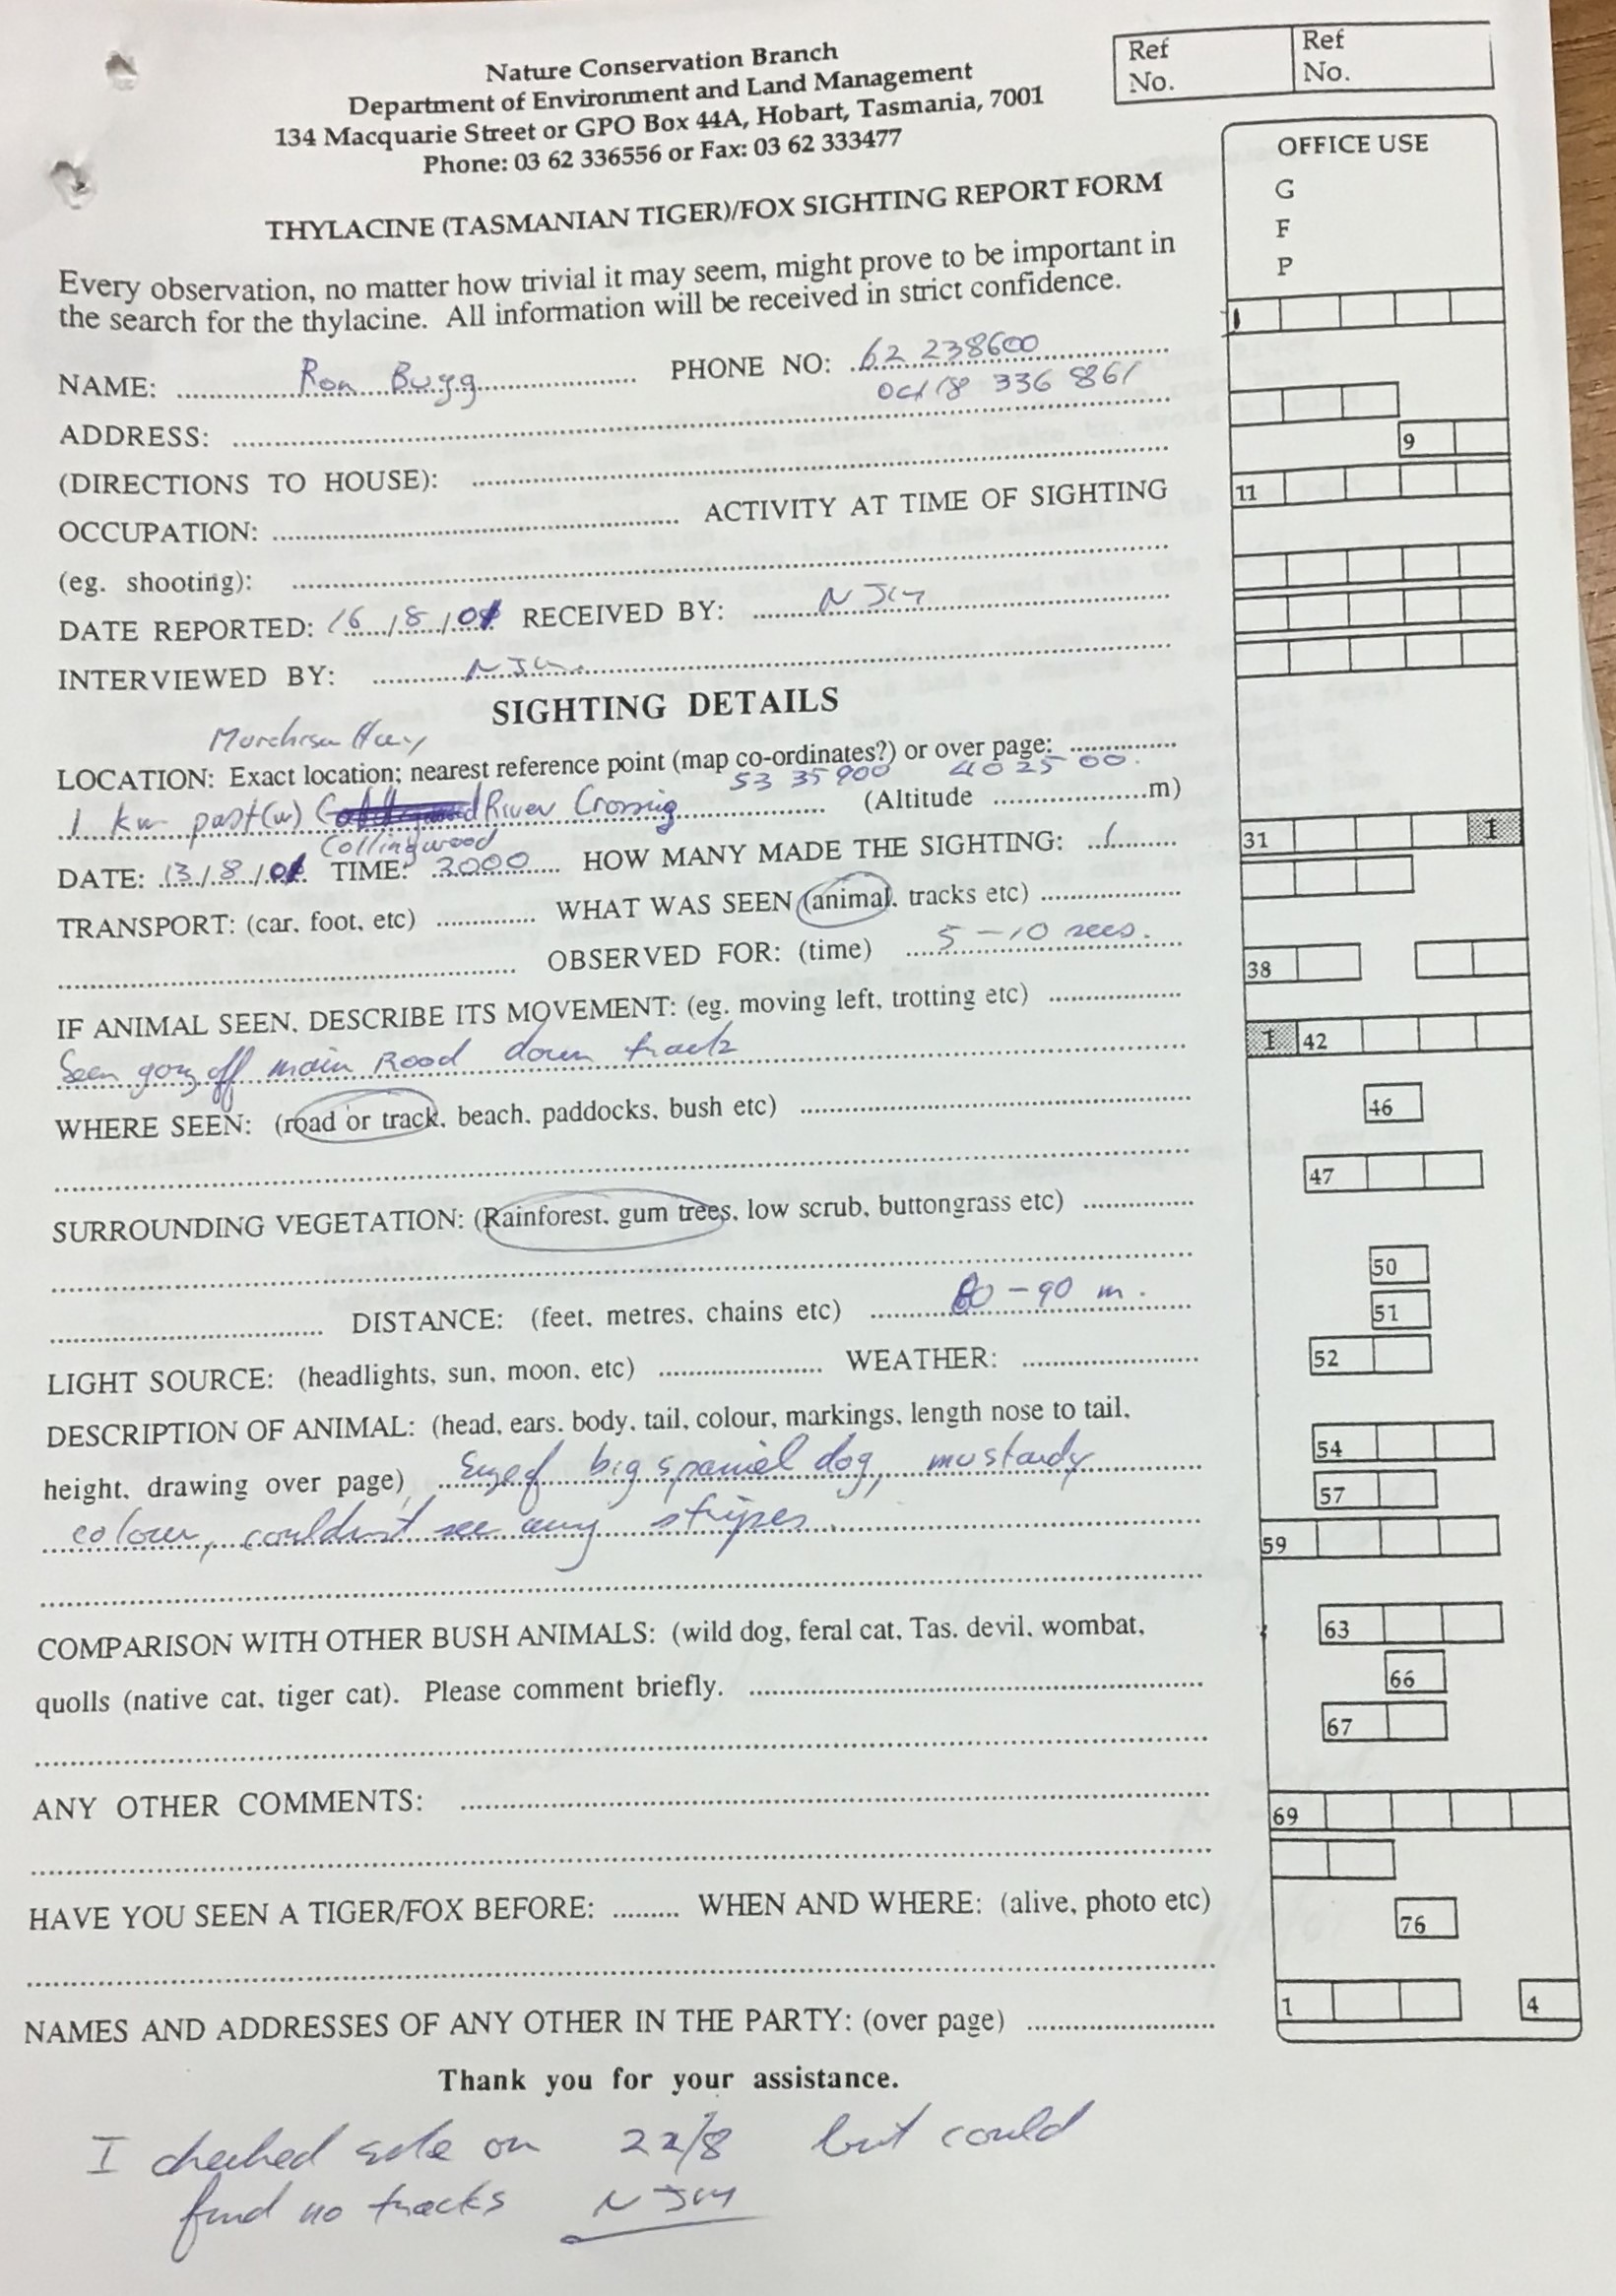 Nature Conservation Branch
Department of Environment and Land Management
134 Macquarie Street or GPO Box 44A, Hobart, Tasmania, 7001
Phone: 03 62 336556 or Fax: 03 62 333477
Ref No.
Ref No.
OFFICE USE
G
F
P
THYLACINE (TASMANIAN TIGER)/FOX SIGHTING REPORT FORM
Every observation, no matter how trivial it may seem, might prove to be important in
the search for the thylacine. All information will be received in strict confidence.
1
NAME: Ron Bugg PHONE NO: 62 238600
0418 336 861
ADDRESS:
9
(DIRECTIONS TO HOUSE):
11
OCCUPATION: ACTIVITY AT TIME OF SIGHTING
(eg. shooting):
DATE REPORTED: 16/8/01 RECEIVED BY: NJM
INTERVIEWED BY: NJM
SIGHTING DETAILS
Murchison Hwy
LOCATION: Exact location; nearest reference point (map co-ordinates?) or over page:
53 35 900 40 25 00.
1 km past (w) River Crossing (Altitude m)
Collingwood
31 I
DATE: 13/8/01 TIME: 2000 HOW MANY MADE THE SIGHTING: 1
TRANSPORT: (car, foot, etc) WHAT WAS SEEN (animal, tracks etc)
OBSERVED FOR: (time) 5-10 secs.
38
IF ANIMAL SEEN, DESCRIBE ITS MOVEMENT: (eg. moving left, trotting etc)
I 42
Seen going off main Road down track
WHERE SEEN: (road or track, beach, paddocks, bush etc)
46
47
SURROUNDING VEGETATION: (Rainforest, gum trees, low scrub, buttongrass etc)
50
DISTANCE: (feet, metres, chains etc) 80-90 m.
51
LIGHT SOURCE: (headlights, sun, moon, etc) WEATHER:
52
DESCRIPTION OF ANIMAL: (head, ears, body, tail, colour, markings, length nose to tail,
54
height, drawing over page) Size of big spaniel dog, mustardy
57
colour, couldn't see any stripes
59
COMPARISON WITH OTHER BUSH ANIMALS: (wild dog, feral cat, Tas. devil, wombat,
63
quolls (native cat, tiger cat). Please comment briefly.
66
67
ANY OTHER COMMENTS:
69
HAVE YOU SEEN A TIGER/FOX BEFORE: WHEN AND WHERE: (alive, photo etc)
76
NAMES AND ADDRESSES OF ANY OTHER IN THE PARTY: (over page)
1 4
Thank you for your assistance.
I checked site on 22/8 but could
find no tracks NJM